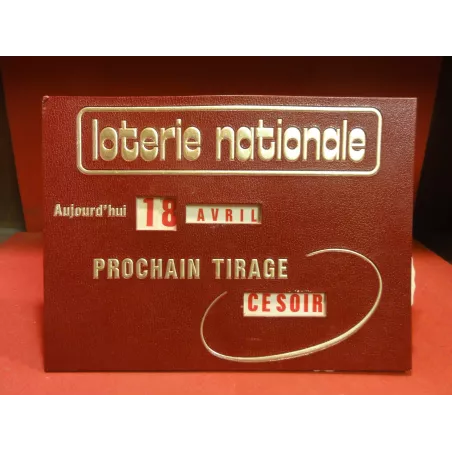 loterie nationale
Aujourd'hui 18 AVRIL
PROCHAIN TIRAGE
CE SOIR